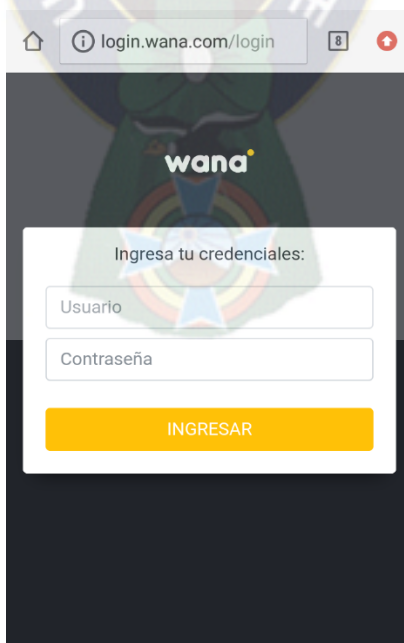 login.wana.com/login
8
wana
Ingresa tu credenciales:
Usuario
Contraseña
INGRESAR